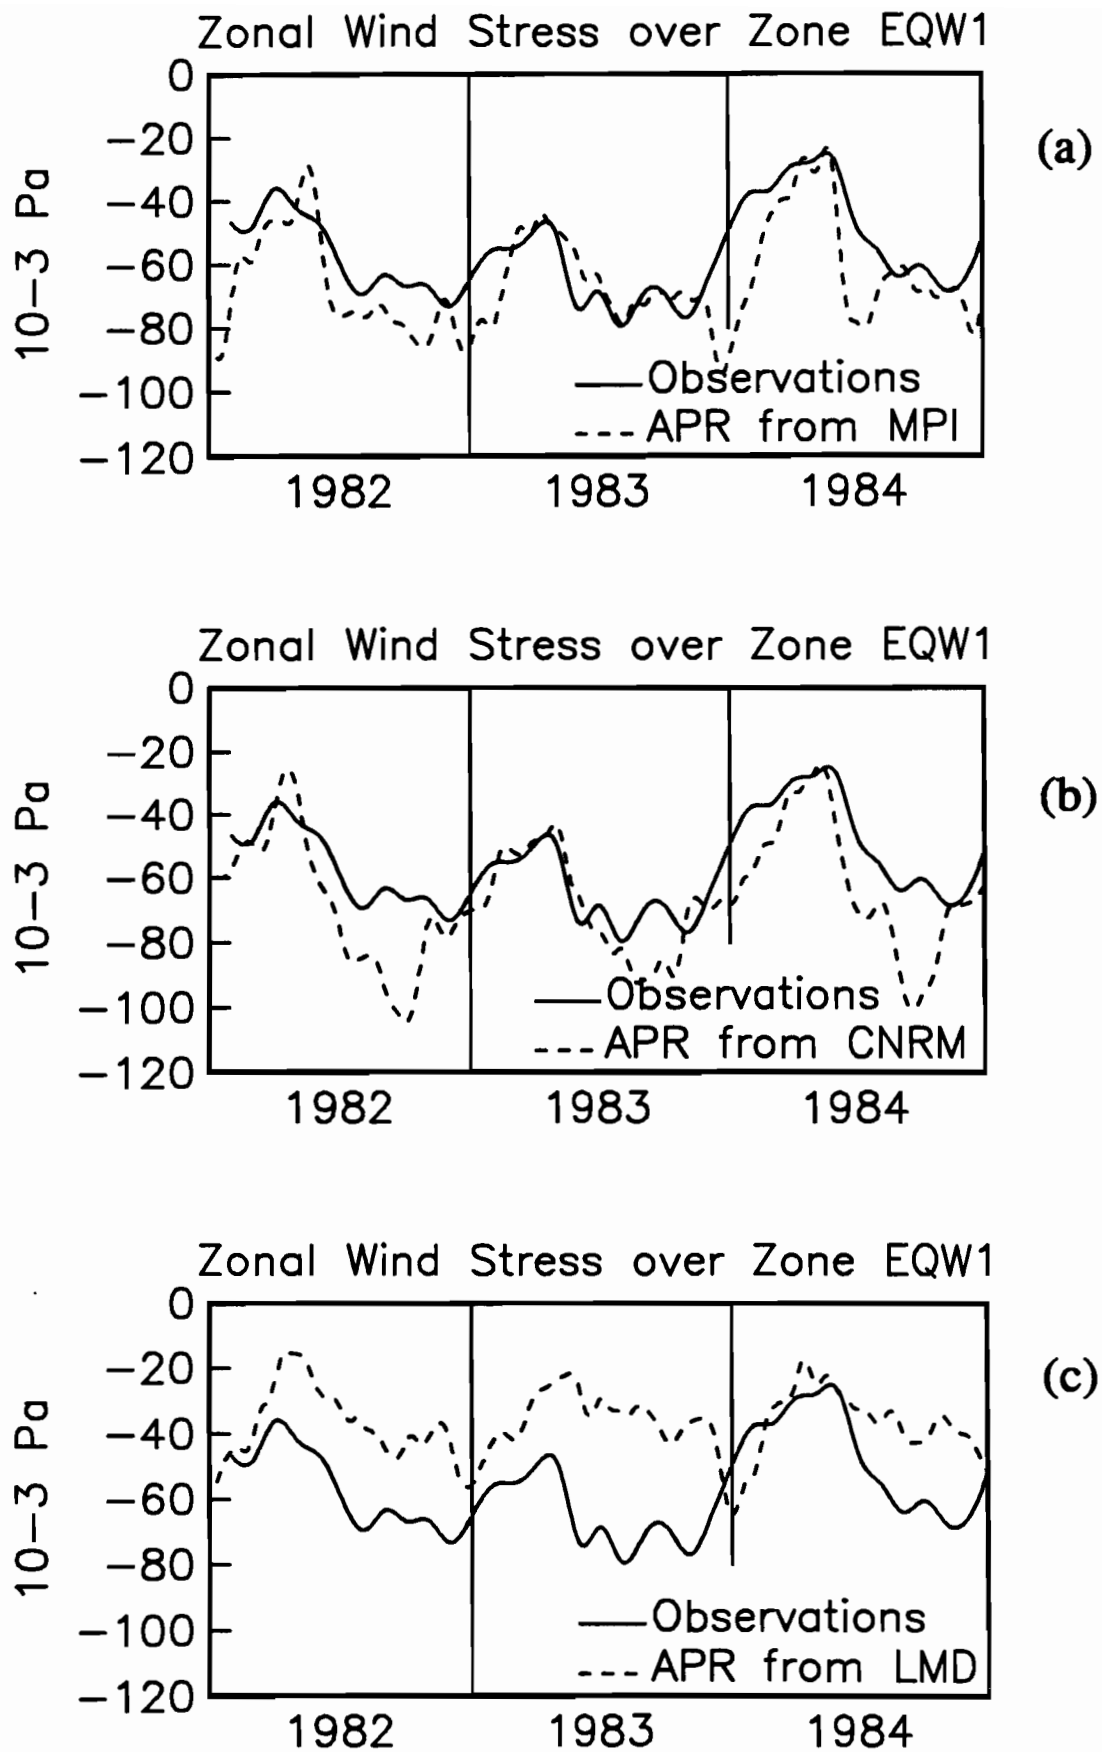 Zonal Wind Stress over Zone EQW1
0
−20
−40
−60
−80
−100
−120
10−3 Pa
(a)
Observations
APR from MPI
1982 1983 1984
Zonal Wind Stress over Zone EQW1
0
−20
−40
−60
−80
−100
−120
10−3 Pa
(b)
Observations
APR from CNRM
1982 1983 1984
Zonal Wind Stress over Zone EQW1
0
−20
−40
−60
−80
−100
−120
10−3 Pa
(c)
Observations
APR from LMD
1982 1983 1984